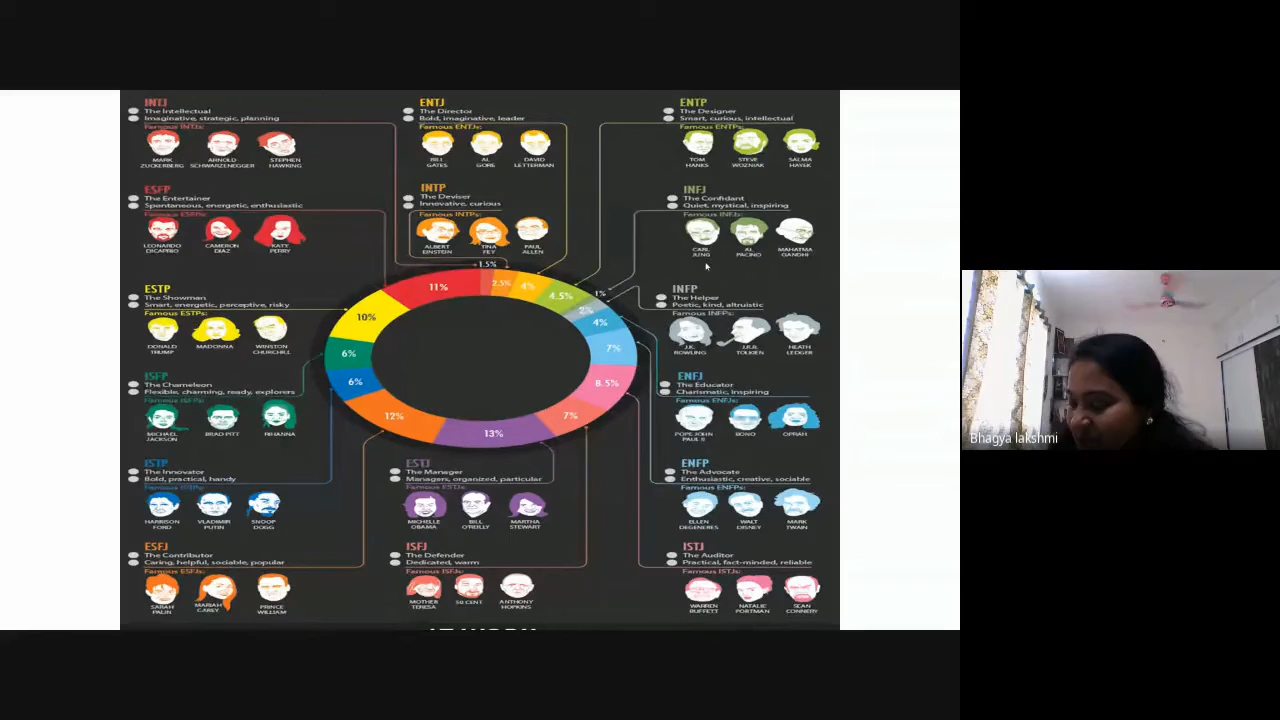 INTJ
The Intellectual
Imaginative, strategic, planning
Famous INTJs:
MARK ZUCKERBERG
ARNOLD SCHWARZENEGGER
STEPHEN HAWKING
ENTJ
The Director
Bold, imaginative, leader
Famous ENTJs:
BILL GATES
AL GORE
DAVID LETTERMAN
ENTP
The Designer
Smart, curious, intellectual
Famous ENTPs:
TOM HANKS
STEVE WOZNIAK
SALMA HAYEK
ESFP
The Entertainer
Spontaneous, energetic, enthusiastic
Famous ESFPs:
LEONARDO DICAPRIO
CAMERON DIAZ
KATY PERRY
INTP
The Deviser
Innovative, curious
Famous INTPs:
ALBERT EINSTEIN
TINA FEY
PAUL ALLEN
INFJ
The Confidant
Quiet, mystical, inspiring
Famous INFJs:
CARL JUNG
AL PACINO
MAHATMA GANDHI
ESTP
The Showman
Smart, energetic, perceptive, risky
Famous ESTPs:
DONALD TRUMP
MADONNA
WINSTON CHURCHILL
INFP
The Helper
Poetic, kind, altruistic
Famous INFPs:
J.K. ROWLING
J.R.R. TOLKIEN
HEATH LEDGER
1.5%
2.5%
4%
4.5%
1%
2%
4%
7%
8.5%
7%
13%
12%
6%
6%
10%
11%
ISFP
The Chameleon
Flexible, charming, ready, explorers
Famous ISFPs:
MICHAEL JACKSON
BRAD PITT
RIHANNA
ENFJ
The Educator
Charismatic, inspiring
Famous ENFJs:
POPE JOHN PAUL II
BONO
OPRAH
ISTP
The Innovator
Bold, practical, handy
Famous ISTPs:
HARRISON FORD
VLADIMIR PUTIN
SNOOP DOGG
ESTJ
The Manager
Managers, organized, particular
Famous ESTJs:
MICHELLE OBAMA
BILL O'REILLY
MARTHA STEWART
ENFP
The Advocate
Enthusiastic, creative, sociable
Famous ENFPs:
ELLEN DEGENERES
WALT DISNEY
MARK TWAIN
ESFJ
The Contributor
Caring, helpful, sociable, popular
Famous ESFJs:
SARAH PALIN
MARIAH CAREY
PRINCE WILLIAM
ISFJ
The Defender
Dedicated, warm
Famous ISFJs:
MOTHER TERESA
50 CENT
ANTHONY HOPKINS
ISTJ
The Auditor
Practical, fact-minded, reliable
Famous ISTJs:
WARREN BUFFETT
NATALIE PORTMAN
SEAN CONNERY
Bhagya lakshmi